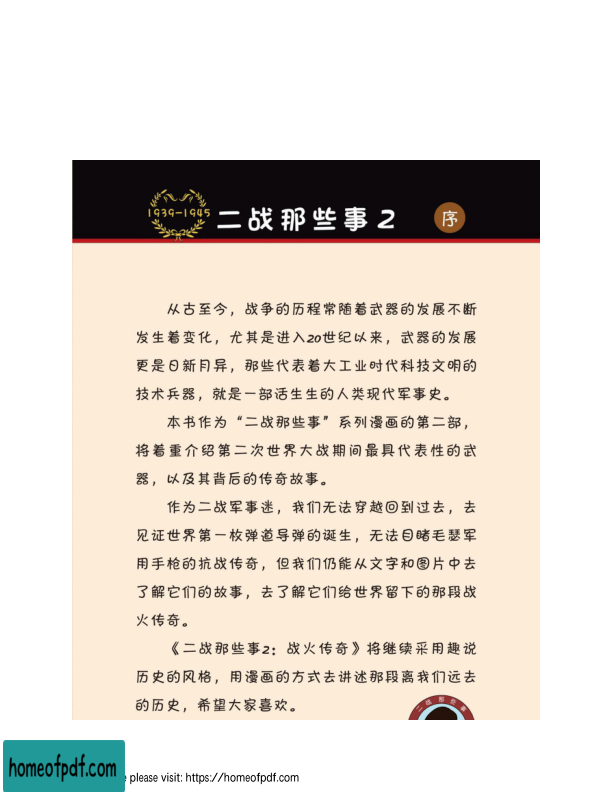 1939-1945
二战那些事2
序
从古至今，战争的历程常随着武器的发展不断
发生着变化，尤其是进入20世纪以来，武器的发展
更是日新月异，那些代表着大工业时代科技文明的
技术兵器，就是一部活生生的人类现代军事史。
本书作为“二战那些事”系列漫画的第二部，
将着重介绍第二次世界大战期间最具代表性的武
器，以及其背后的传奇故事。
作为二战军事迷，我们无法穿越回到过去，去
见证世界第一枚弹道导弹的诞生，无法目睹毛瑟军
用手枪的抗战传奇，但我们仍能从文字和图片中去
了解它们的故事，去了解它们给世界留下的那段战
火传奇。
《二战那些事2：战火传奇》将继续采用趣说
历史的风格，用漫画的方式去讲述那段离我们远去
的历史，希望大家喜欢。
二战那些事
homeofpdf.com
please visit: https://homeofpdf.com